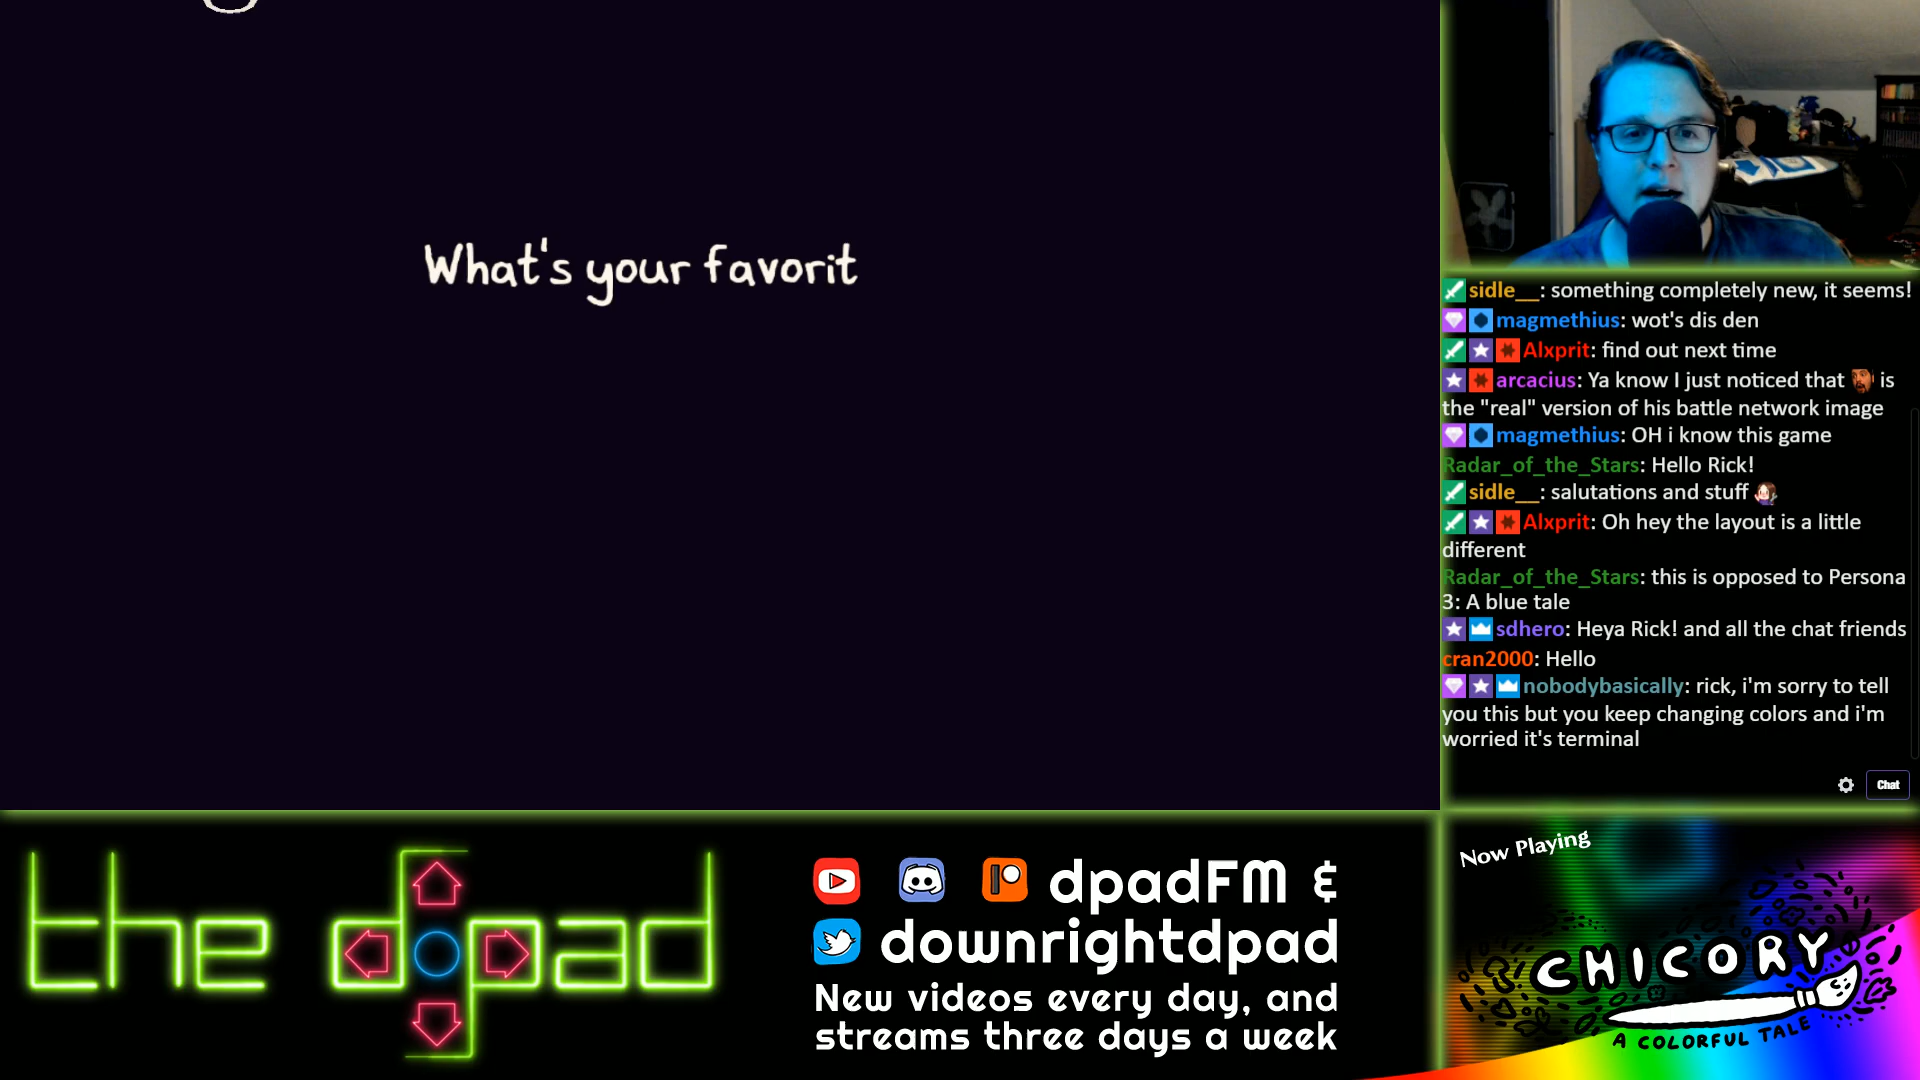 What's your favorit
sidle__: something completely new, it seems!
magmethius: wot's dis den
Alxprit: find out next time
arcacius: Ya know I just noticed that is
the "real" version of his battle network image
magmethius: OH i know this game
Radar_of_the_Stars: Hello Rick!
sidle__: salutations and stuff
Alxprit: Oh hey the layout is a little
different
Radar_of_the_Stars: this is opposed to Persona
3: A blue tale
sdhero: Heya Rick! and all the chat friends
cran2000: Hello
nobodybasically: rick, i'm sorry to tell
you this but you keep changing colors and i'm
worried it's terminal
Chat
the dpad
dpadFM &
downrightdpad
New videos every day, and
streams three days a week
Now Playing
CHICORY
A COLORFUL TALE